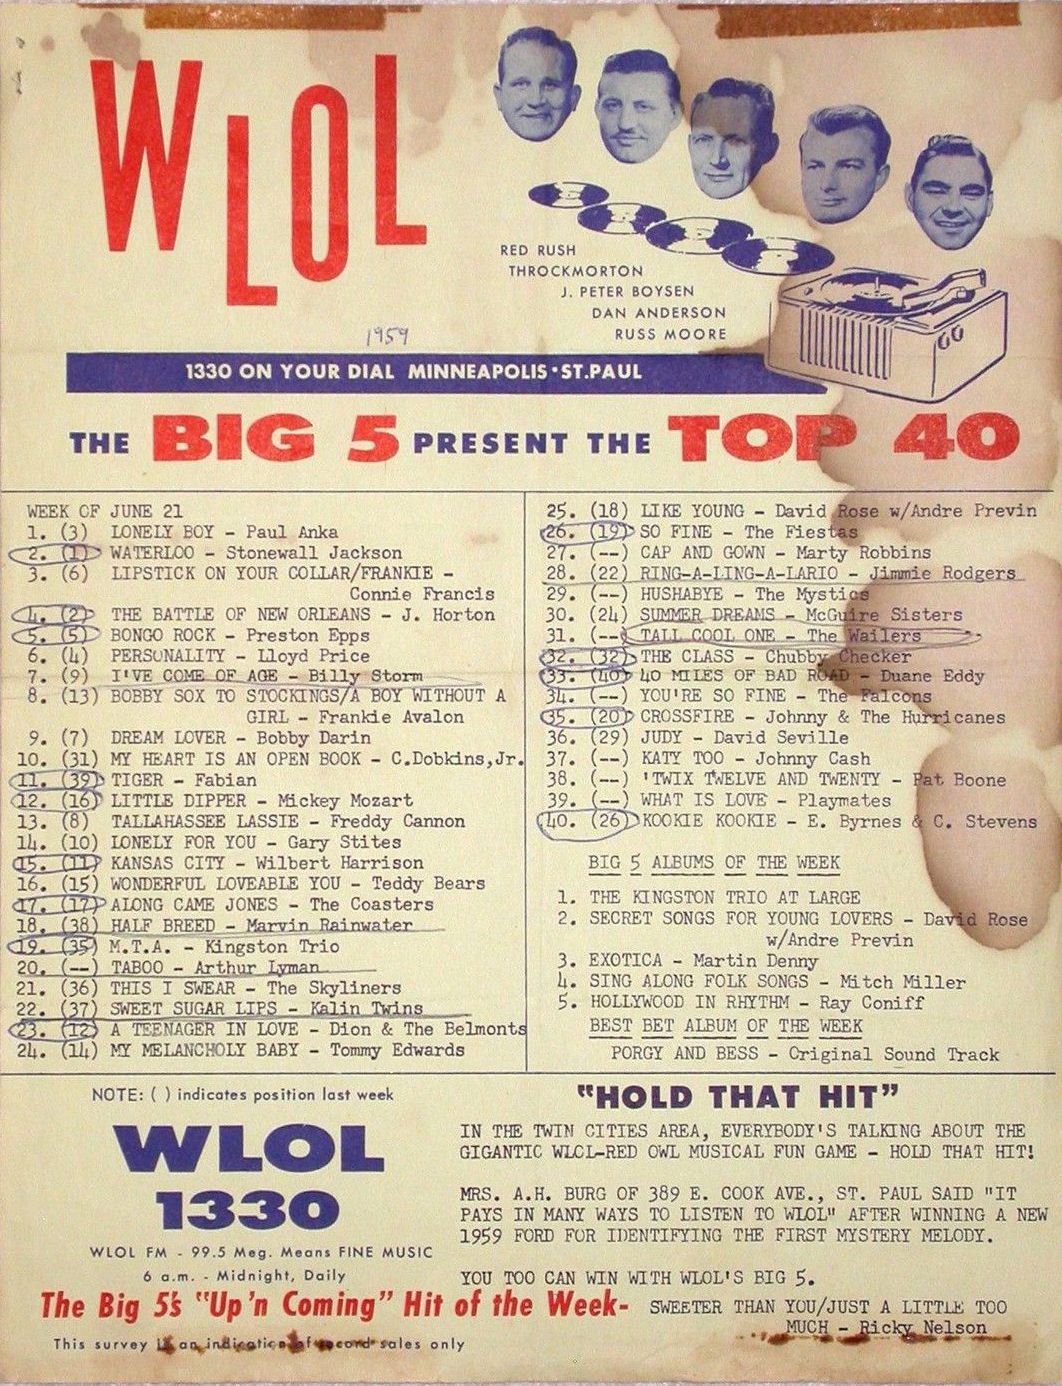 WLOL
RED RUSH
THROCKMORTON
J. PETER BOYSEN
DAN ANDERSON
RUSS MOORE
1959
1330 ON YOUR DIAL MINNEAPOLIS·ST.PAUL
THE BIG 5 PRESENT THE TOP 40
WEEK OF JUNE 21
1. (3) LONELY BOY - Paul Anka
2. (1) WATERLOO - Stonewall Jackson
3. (6) LIPSTICK ON YOUR COLLAR/FRANKIE -
Connie Francis
4. (2) THE BATTLE OF NEW ORLEANS - J. Horton
5. (5) BONGO ROCK - Preston Epps
6. (4) PERSONALITY - Lloyd Price
7. (9) I'VE COME OF AGE - Billy Storm
8. (13) BOBBY SOX TO STOCKINGS/A BOY WITHOUT A
GIRL - Frankie Avalon
9. (7) DREAM LOVER - Bobby Darin
10. (31) MY HEART IS AN OPEN BOOK - C.Dobkins,Jr.
11. (39) TIGER - Fabian
12. (16) LITTLE DIPPER - Mickey Mozart
13. (8) TALLAHASSEE LASSIE - Freddy Cannon
14. (10) LONELY FOR YOU - Gary Stites
15. (11) KANSAS CITY - Wilbert Harrison
16. (15) WONDERFUL LOVEABLE YOU - Teddy Bears
17. (17) ALONG CAME JONES - The Coasters
18. (38) HALF BREED - Marvin Rainwater
19. (35) M.T.A. - Kingston Trio
20. (--) TABOO - Arthur Lyman
21. (36) THIS I SWEAR - The Skyliners
22. (37) SWEET SUGAR LIPS - Kalin Twins
23. (12) A TEENAGER IN LOVE - Dion & The Belmonts
24. (14) MY MELANCHOLY BABY - Tommy Edwards
25. (18) LIKE YOUNG - David Rose w/Andre Previn
26. (19) SO FINE - The Fiestas
27. (--) CAP AND GOWN - Marty Robbins
28. (22) RING-A-LING-A-LARIO - Jimmie Rodgers
29. (--) HUSHABYE - The Mystics
30. (24) SUMMER DREAMS - McGuire Sisters
31. (--) TALL COOL ONE - The Wailers
32. (32) THE CLASS - Chubby Checker
33. (40) 40 MILES OF BAD ROAD - Duane Eddy
34. (--) YOU'RE SO FINE - The Falcons
35. (20) CROSSFIRE - Johnny & The Hurricanes
36. (29) JUDY - David Seville
37. (--) KATY TOO - Johnny Cash
38. (--) 'TWIX TWELVE AND TWENTY - Pat Boone
39. (--) WHAT IS LOVE - Playmates
40. (26) KOOKIE KOOKIE - E. Byrnes & C. Stevens
BIG 5 ALBUMS OF THE WEEK
1. THE KINGSTON TRIO AT LARGE
2. SECRET SONGS FOR YOUNG LOVERS - David Rose
w/Andre Previn
3. EXOTICA - Martin Denny
4. SING ALONG FOLK SONGS - Mitch Miller
5. HOLLYWOOD IN RHYTHM - Ray Coniff
BEST BET ALBUM OF THE WEEK
PORGY AND BESS - Original Sound Track
NOTE: ( ) indicates position last week
WLOL
1330
WLOL FM - 99.5 Meg. Means FINE MUSIC
6 a.m. - Midnight, Daily
"HOLD THAT HIT"
IN THE TWIN CITIES AREA, EVERYBODY'S TALKING ABOUT THE
GIGANTIC WLOL-RED OWL MUSICAL FUN GAME - HOLD THAT HIT!
MRS. A.H. BURG OF 389 E. COOK AVE., ST. PAUL SAID "IT
PAYS IN MANY WAYS TO LISTEN TO WLOL" AFTER WINNING A NEW
1959 FORD FOR IDENTIFYING THE FIRST MYSTERY MELODY.
YOU TOO CAN WIN WITH WLOL'S BIG 5.
The Big 5's "Up 'n Coming" Hit of the Week- SWEETER THAN YOU/JUST A LITTLE TOO
MUCH - Ricky Nelson
This survey is an indication of record sales only